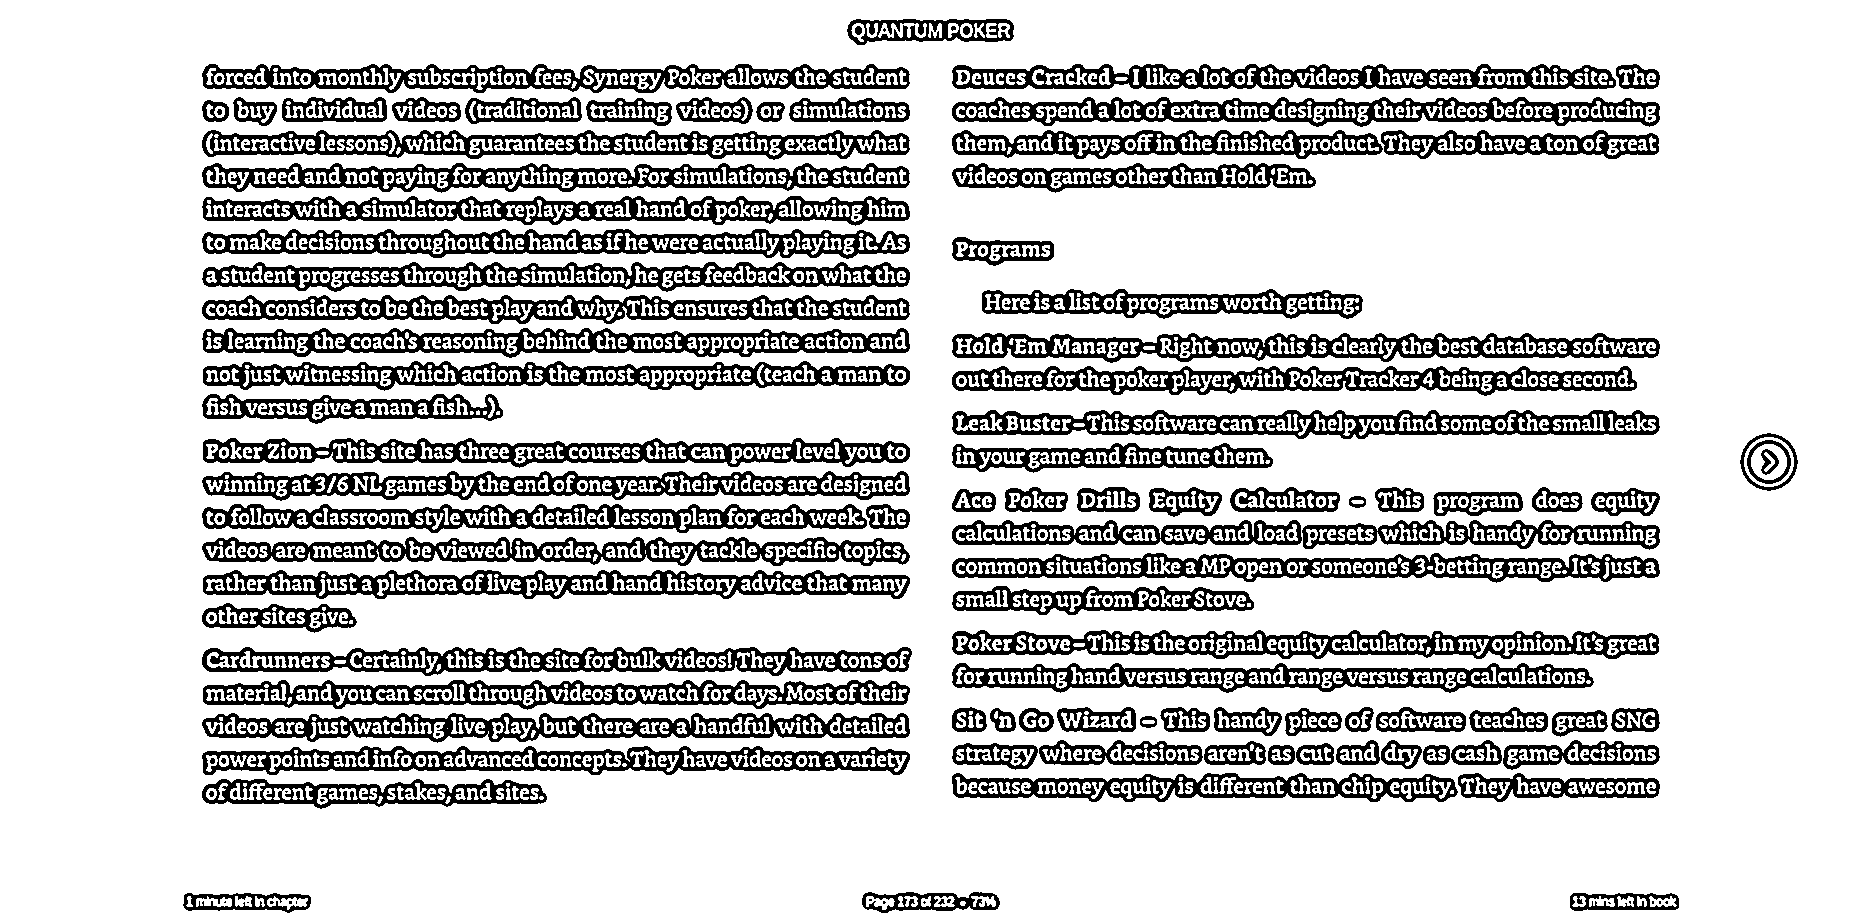 QUANTUM POKER
forced into monthly subscription fees, Synergy Poker allows the student
to buy individual videos (traditional training videos) or simulations
(interactive lessons), which guarantees the student is getting exactly what
they need and not paying for anything more. For simulations, the student
interacts with a simulator that replays a real hand of poker, allowing him
to make decisions throughout the hand as if he were actually playing it. As
a student progresses through the simulation, he gets feedback on what the
coach considers to be the best play and why. This ensures that the student
is learning the coach's reasoning behind the most appropriate action and
not just witnessing which action is the most appropriate (teach a man to
fish versus give a man a fish...).
Poker Zion – This site has three great courses that can power level you to
winning at 3/6 NL games by the end of one year. Their videos are designed
to follow a classroom style with a detailed lesson plan for each week. The
videos are meant to be viewed in order, and they tackle specific topics,
rather than just a plethora of live play and hand history advice that many
other sites give.
Cardrunners – Certainly, this is the site for bulk videos! They have tons of
material, and you can scroll through videos to watch for days. Most of their
videos are just watching live play, but there are a handful with detailed
power points and info on advanced concepts. They have videos on a variety
of different games, stakes, and sites.
Deuces Cracked – I like a lot of the videos I have seen from this site. The
coaches spend a lot of extra time designing their videos before producing
them, and it pays off in the finished product. They also have a ton of great
videos on games other than Hold ‘Em.
Programs
Here is a list of programs worth getting:
Hold ‘Em Manager – Right now, this is clearly the best database software
out there for the poker player, with Poker Tracker 4 being a close second.
Leak Buster – This software can really help you find some of the small leaks
in your game and fine tune them.
Ace Poker Drills Equity Calculator – This program does equity
calculations and can save and load presets which is handy for running
common situations like a MP open or someone's 3-betting range. It's just a
small step up from Poker Stove.
Poker Stove – This is the original equity calculator, in my opinion. It's great
for running hand versus range and range versus range calculations.
Sit ‘n Go Wizard – This handy piece of software teaches great SNG
strategy where decisions aren't as cut and dry as cash game decisions
because money equity is different than chip equity. They have awesome
1 minute left in chapter
Page 173 of 232 • 73%
13 mins left in book